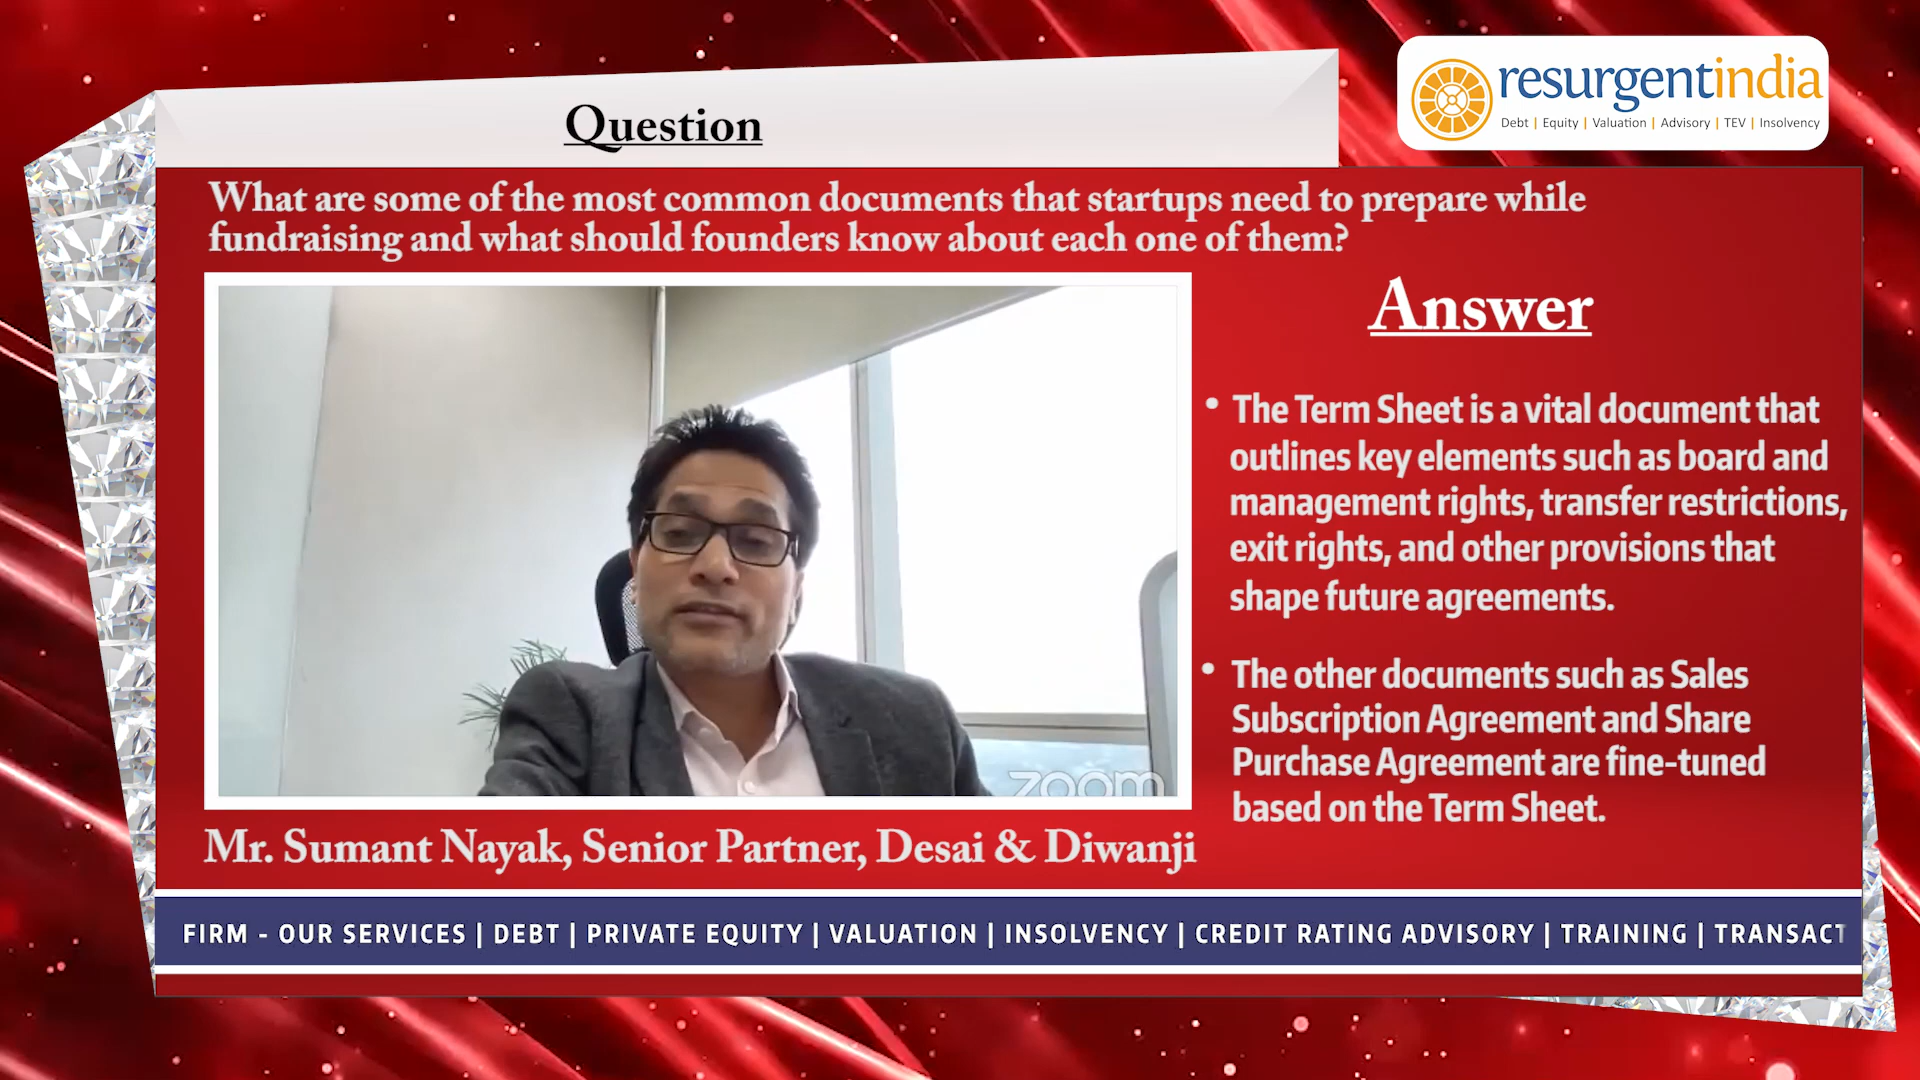 resurgentindia
Debt | Equity | Valuation | Advisory | TEV | Insolvency
Question
What are some of the most common documents that startups need to prepare while
fundraising and what should founders know about each one of them?
Answer
• The Term Sheet is a vital document that
outlines key elements such as board and
management rights, transfer restrictions,
exit rights, and other provisions that
shape future agreements.
• The other documents such as Sales
Subscription Agreement and Share
Purchase Agreement are fine-tuned
based on the Term Sheet.
zoom
Mr. Sumant Nayak, Senior Partner, Desai & Diwanji
FIRM - OUR SERVICES | DEBT | PRIVATE EQUITY | VALUATION | INSOLVENCY | CREDIT RATING ADVISORY | TRAINING | TRANSACT